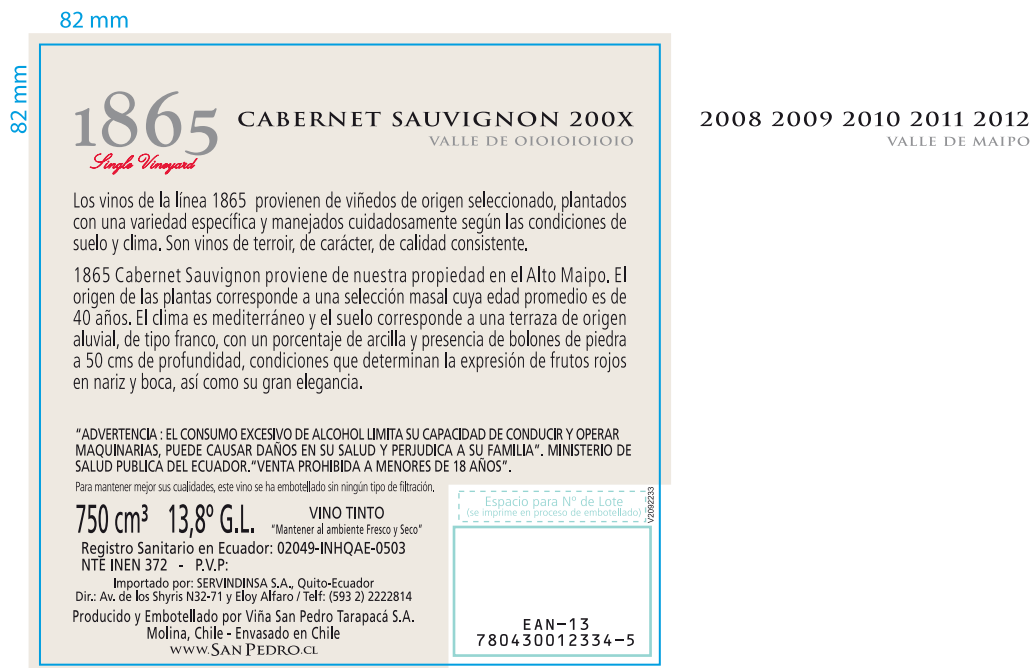 82 mm
82 mm
1865 CABERNET SAUVIGNON 200X
Single Vineyard
VALLE DE OIOIOIOIOIO
2008 2009 2010 2011 2012
VALLE DE MAIPO
Los vinos de la línea 1865 provienen de viñedos de origen seleccionado, plantados
con una variedad específica y manejados cuidadosamente según las condiciones de
suelo y clima. Son vinos de terroir, de carácter, de calidad consistente.
1865 Cabernet Sauvignon proviene de nuestra propiedad en el Alto Maipo. El
origen de las plantas corresponde a una selección masal cuya edad promedio es de
40 años. El clima es mediterráneo y el suelo corresponde a una terraza de origen
aluvial, de tipo franco, con un porcentaje de arcilla y presencia de bolones de piedra
a 50 cms de profundidad, condiciones que determinan la expresión de frutos rojos
en nariz y boca, así como su gran elegancia.
"ADVERTENCIA : EL CONSUMO EXCESIVO DE ALCOHOL LIMITA SU CAPACIDAD DE CONDUCIR Y OPERAR
MAQUINARIAS, PUEDE CAUSAR DAÑOS EN SU SALUD Y PERJUDICA A SU FAMILIA". MINISTERIO DE
SALUD PUBLICA DEL ECUADOR."VENTA PROHIBIDA A MENORES DE 18 AÑOS".
Para mantener mejor sus cualidades, este vino se ha embotellado sin ningún tipo de filtración.
750 cm³ 13,8º G.L. VINO TINTO
"Mantener al ambiente Fresco y Seco"
Registro Sanitario en Ecuador: 02049-INHQAE-0503
NTE INEN 372 - P.V.P:
Importado por: SERVINDINSA S.A., Quito-Ecuador
Dir.: Av. de los Shyris N32-71 y Eloy Alfaro / Telf: (593 2) 2222814
Producido y Embotellado por Viña San Pedro Tarapacá S.A.
Molina, Chile - Envasado en Chile
WWW.SAN PEDRO.CL
Espacio para Nº de Lote
(se imprime en proceso de embotellado)
V2092233
EAN-13
780430012334-5